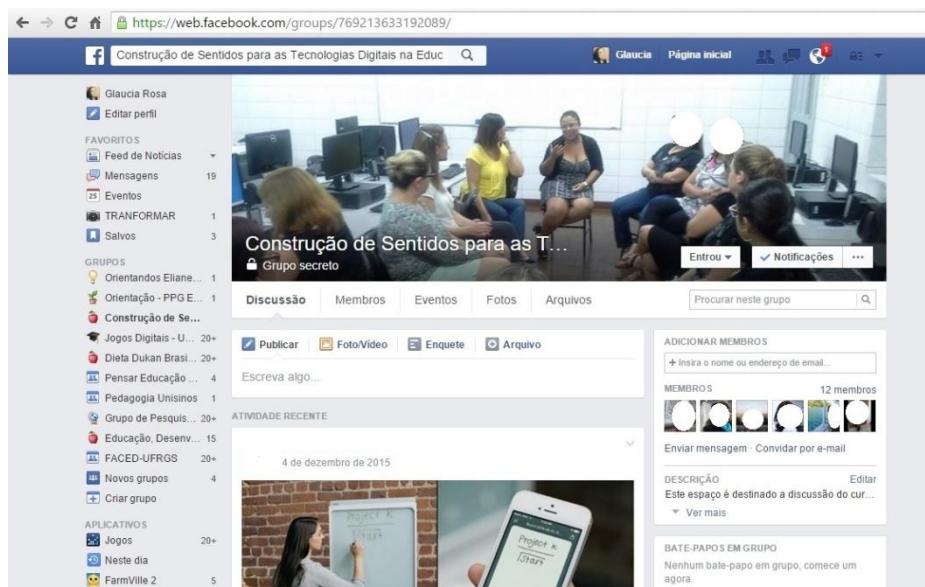 https://web.facebook.com/groups/769213633192089/
Construção de Sentidos para as Tecnologias Digitais na Educ
Glaucia
Página inicial
1
Glaucia Rosa
Editar perfil
FAVORITOS
Feed de Notícias
Mensagens 19
Eventos
TRANFORMAR 1
Salvos 3
GRUPOS
Orientandos Eliane... 1
Orientação - PPG E... 1
Construção de Se...
Jogos Digitais - U... 20+
Dieta Dukan Brasi... 20+
Pensar Educação ... 4
Pedagogia Unisinos 1
Grupo de Pesquis... 20+
Educação, Desenv... 15
FACED-UFRGS 20+
Novos grupos 4
Criar grupo
APLICATIVOS
Jogos 20+
Neste dia
FarmVille 2 5
Construção de Sentidos para as T...
Grupo secreto
Entrou
Notificações
Discussão Membros Eventos Fotos Arquivos
Procurar neste grupo
Publicar Foto/Vídeo Enquete Arquivo
Escreva algo...
ATIVIDADE RECENTE
4 de dezembro de 2015
Project K
Start
Project K
Start
ADICIONAR MEMBROS
+ Insira o nome ou endereço de email...
MEMBROS 12 membros
Enviar mensagem · Convidar por e-mail
DESCRIÇÃO Editar
Este espaço é destinado a discussão do cur...
Ver mais
BATE-PAPOS EM GRUPO
Nenhum bate-papo em grupo, comece um
agora.